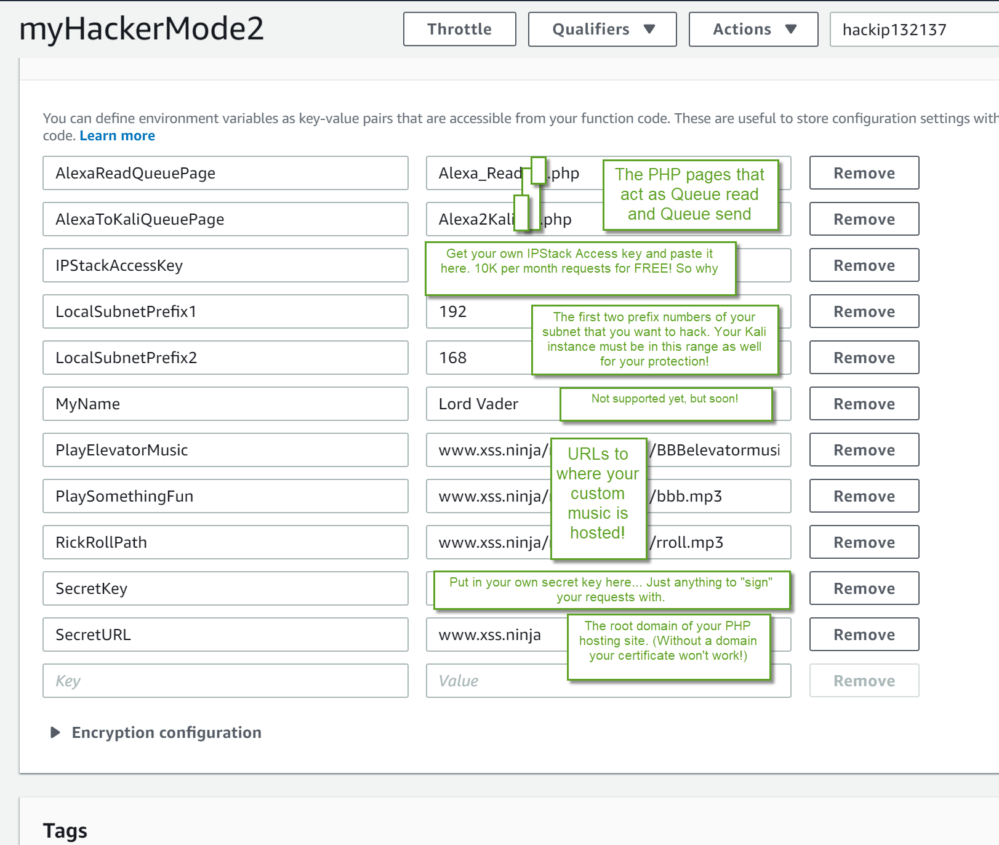 myHackerMode2
Throttle
Qualifiers
Actions
hackip132137
You can define environment variables as key-value pairs that are accessible from your function code. These are useful to store configuration settings with
code. Learn more
AlexaReadQueuePage
Alexa_Read
.php
The PHP pages that
act as Queue read
and Queue send
Remove
AlexaToKaliQueuePage
Alexa2Kali
.php
Remove
IPStackAccessKey
Get your own IPStack Access key and paste it
here. 10K per month requests for FREE! So why
Remove
LocalSubnetPrefix1
192
The first two prefix numbers of your
subnet that you want to hack. Your Kali
instance must be in this range as well
for your protection!
Remove
LocalSubnetPrefix2
168
Remove
MyName
Lord Vader
Not supported yet, but soon!
Remove
PlayElevatorMusic
www.xss.ninja/
/BBBelevatormusi
URLs to
where your
custom
music is
hosted!
Remove
PlaySomethingFun
www.xss.ninja/
/bbb.mp3
Remove
RickRollPath
www.xss.ninja/
/rroll.mp3
Remove
SecretKey
Put in your own secret key here... Just anything to "sign"
your requests with.
Remove
SecretURL
www.xss.ninja
The root domain of your PHP
hosting site. (Without a domain
your certificate won't work!)
Remove
Key
Value
Remove
Encryption configuration
Tags